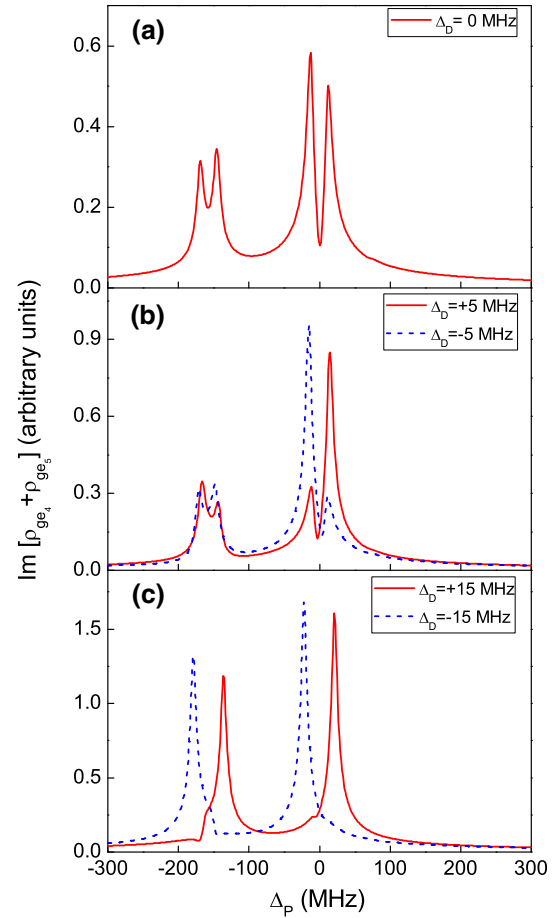 (a)
Δ_D= 0 MHz
0.6
0.4
0.2
0.0
(b)
Δ_D=+5 MHz
Δ_D=-5 MHz
0.9
0.6
0.3
0.0
(c)
Δ_D=+15 MHz
Δ_D=-15 MHz
1.5
1.0
0.5
0.0
-300 -200 -100 0 100 200 300
Δ_P (MHz)
Im [ρ_ge₄+ρ_ge₅] (arbitrary units)